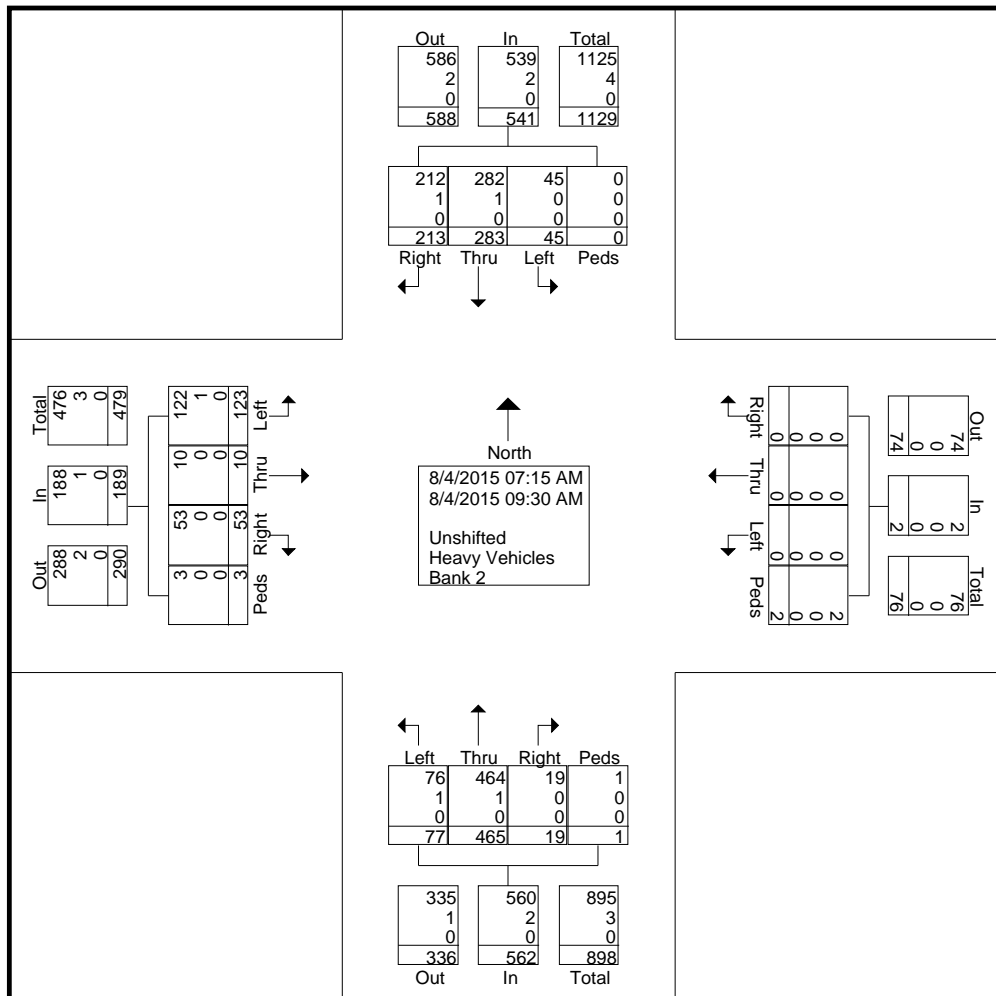 Out In Total
586 539 1125
2 2 4
0 0 0
588 541 1129
212 282 45 0
1 1 0 0
0 0 0 0
213 283 45 0
Right Thru Left Peds
Total
476 3 0 479
In
188 1 0 189
Out
288 2 0 290
122 1 0 123
Left
10 0 0 10
Thru
53 0 0 53
Right
3 0 0 3
Peds
North
8/4/2015 07:15 AM
8/4/2015 09:30 AM
Unshifted
Heavy Vehicles
Bank 2
Right
0 0 0 0
Thru
0 0 0 0
Left
0 0 0 0
Peds
2 0 0 2
Out
74 0 0 74
In
2 0 0 2
Total
76 0 0 76
Left Thru Right Peds
76 464 19 1
1 1 0 0
0 0 0 0
77 465 19 1
335 560 895
1 2 3
0 0 0
336 562 898
Out In Total